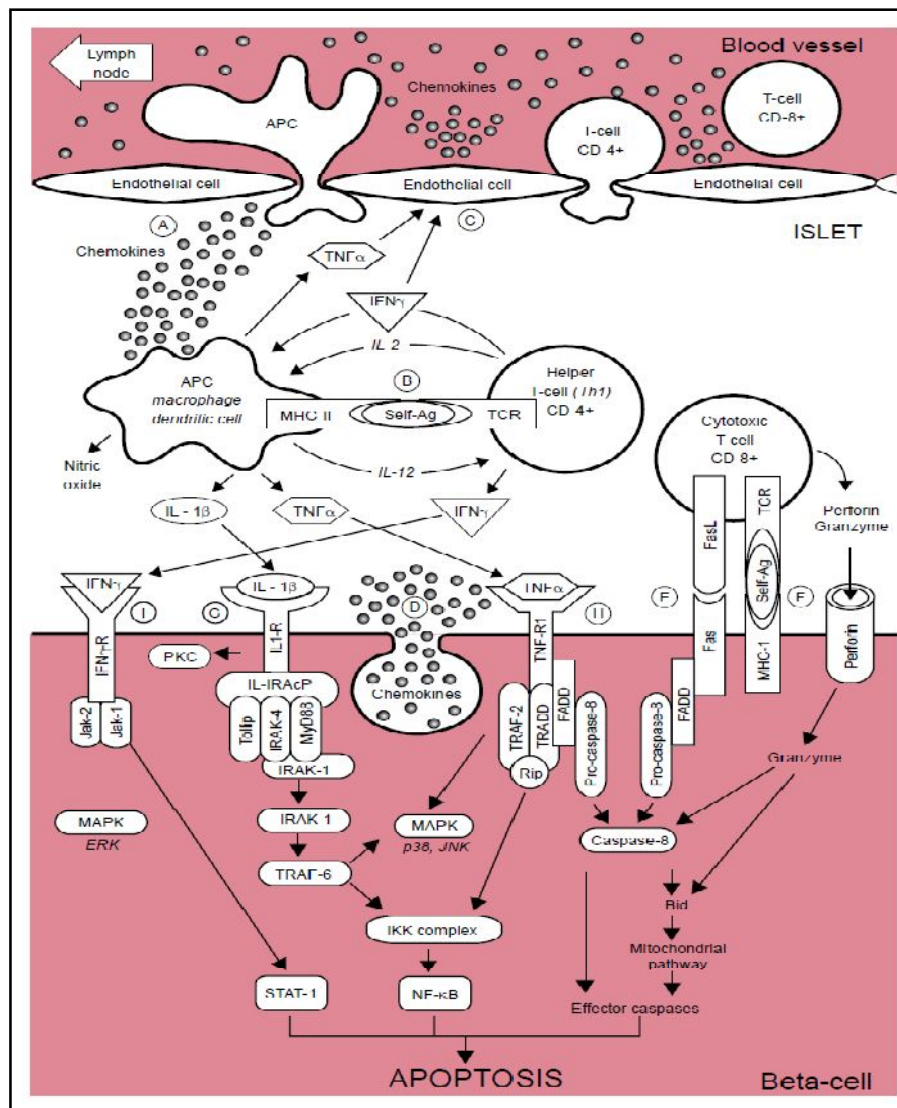 Blood vessel
Lymph
node
Chemokines
APC
T-cell
CD-8+
T-cell
CD 4+
Endothelial cell
Endothelial cell
Endothelial cell
A
C
ISLET
Chemokines
TNFα
IFNγ
IL 2
B
APC
macrophage
dendritic cell
MHC II
Self-Ag
TCR
Helper
T-cell (Th1)
CD 4+
IL-12
Nitric
oxide
IL - 1β
TNFα
IFNγ
Cytotoxic
T cell
CD 8+
FasL
TCR
Self-Ag
Perforin
Granzyme
IFNγ
I
G
IL - 1β
D
TNFα
H
E
F
IFN-γR
IL1-R
TNF-R1
Fas
MHC-1
Perforin
PKC
IL-IRAcP
Chemokines
FADD
FADD
Jak-2
Jak-1
Tollip
IRAK-4
MyD88
TRAF-2
TRADD
Pro-caspase-8
Pro-caspase-8
IRAK-1
Rip
Granzyme
MAPK
ERK
IRAK 1
MAPK
p38, JNK
Caspase-8
TRAF-6
Bid
IKK complex
Mitochondrial
pathway
STAT-1
NF-κB
Effector caspases
APOPTOSIS
Beta-cell